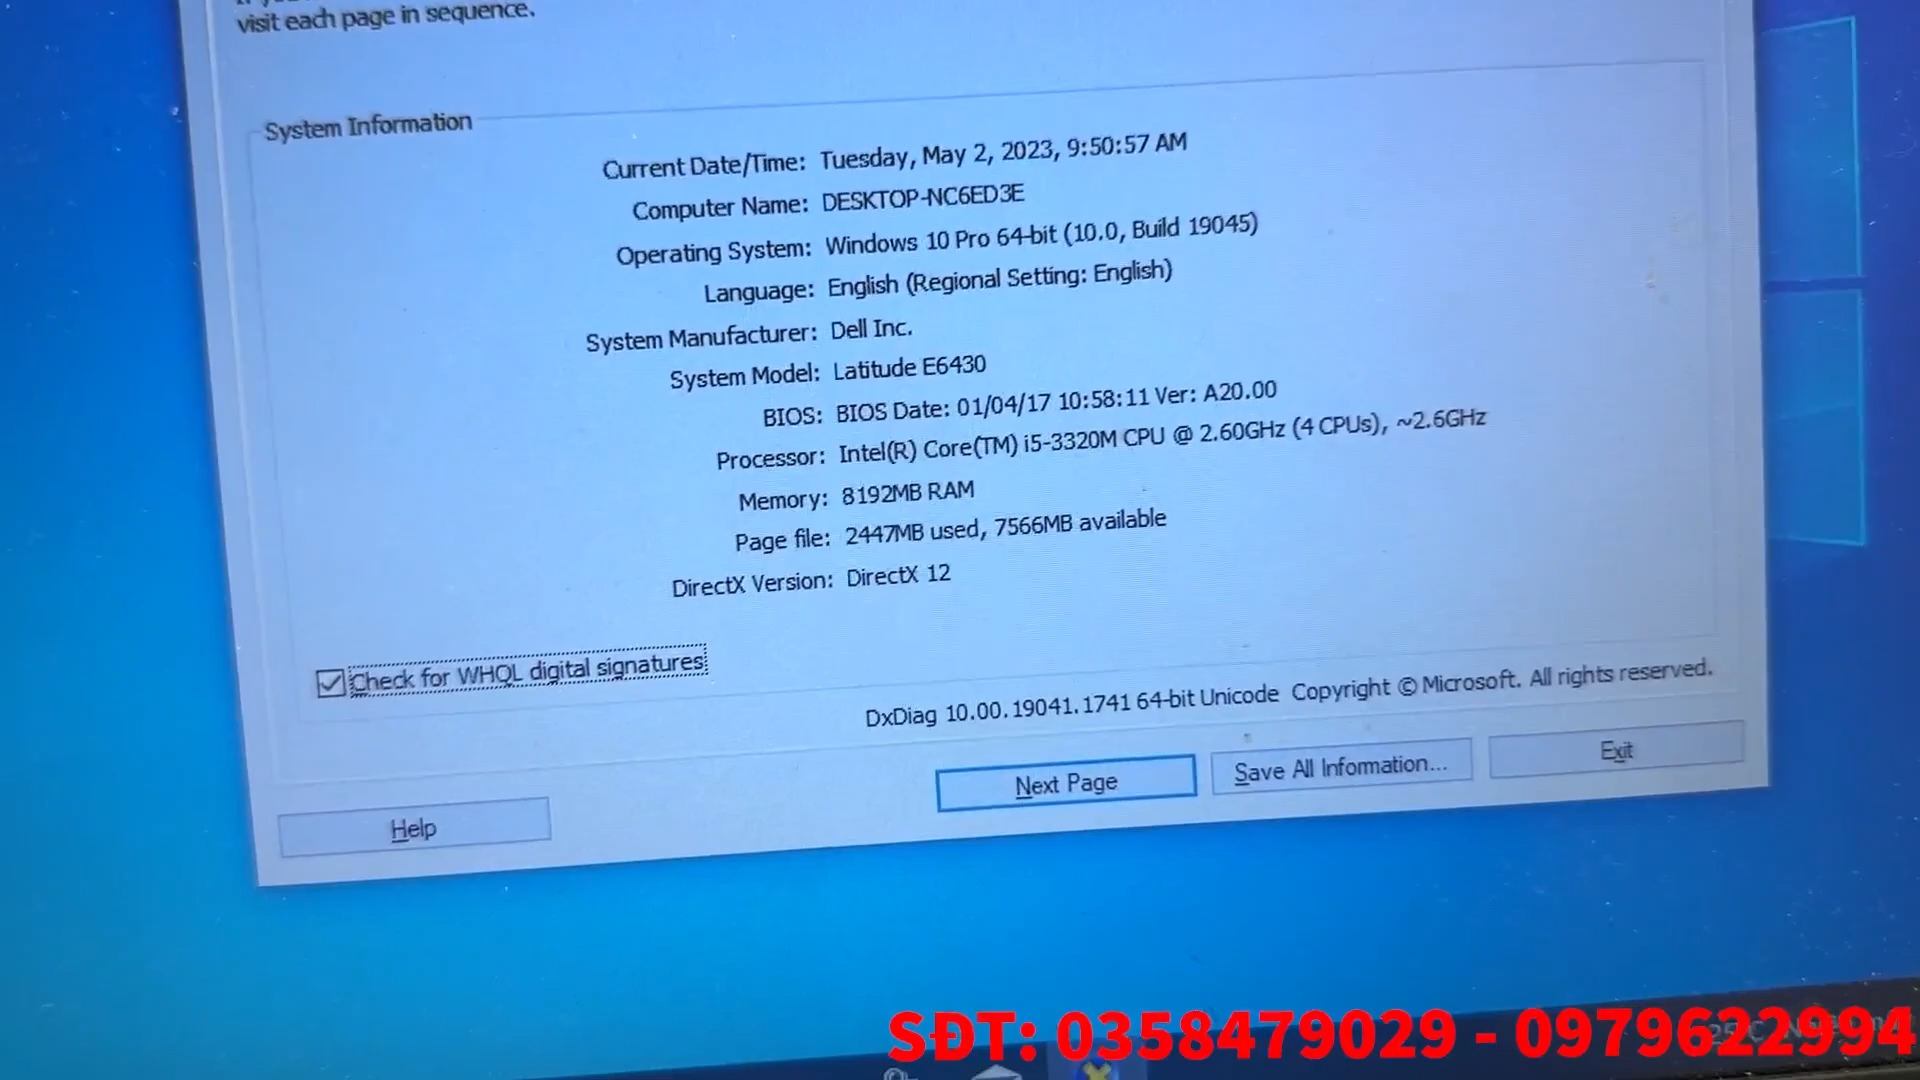 visit each page in sequence.
System Information
Current Date/Time: Tuesday, May 2, 2023, 9:50:57 AM
Computer Name: DESKTOP-NC6ED3E
Operating System: Windows 10 Pro 64-bit (10.0, Build 19045)
Language: English (Regional Setting: English)
System Manufacturer: Dell Inc.
System Model: Latitude E6430
BIOS: BIOS Date: 01/04/17 10:58:11 Ver: A20.00
Processor: Intel(R) Core(TM) i5-3320M CPU @ 2.60GHz (4 CPUs), ~2.6GHz
Memory: 8192MB RAM
Page file: 2447MB used, 7566MB available
DirectX Version: DirectX 12
Check for WHQL digital signatures
DxDiag 10.00.19041.1741 64-bit Unicode Copyright © Microsoft. All rights reserved.
Help
Next Page
Save All Information...
Exit
SĐT: 0358479029 - 0979622994